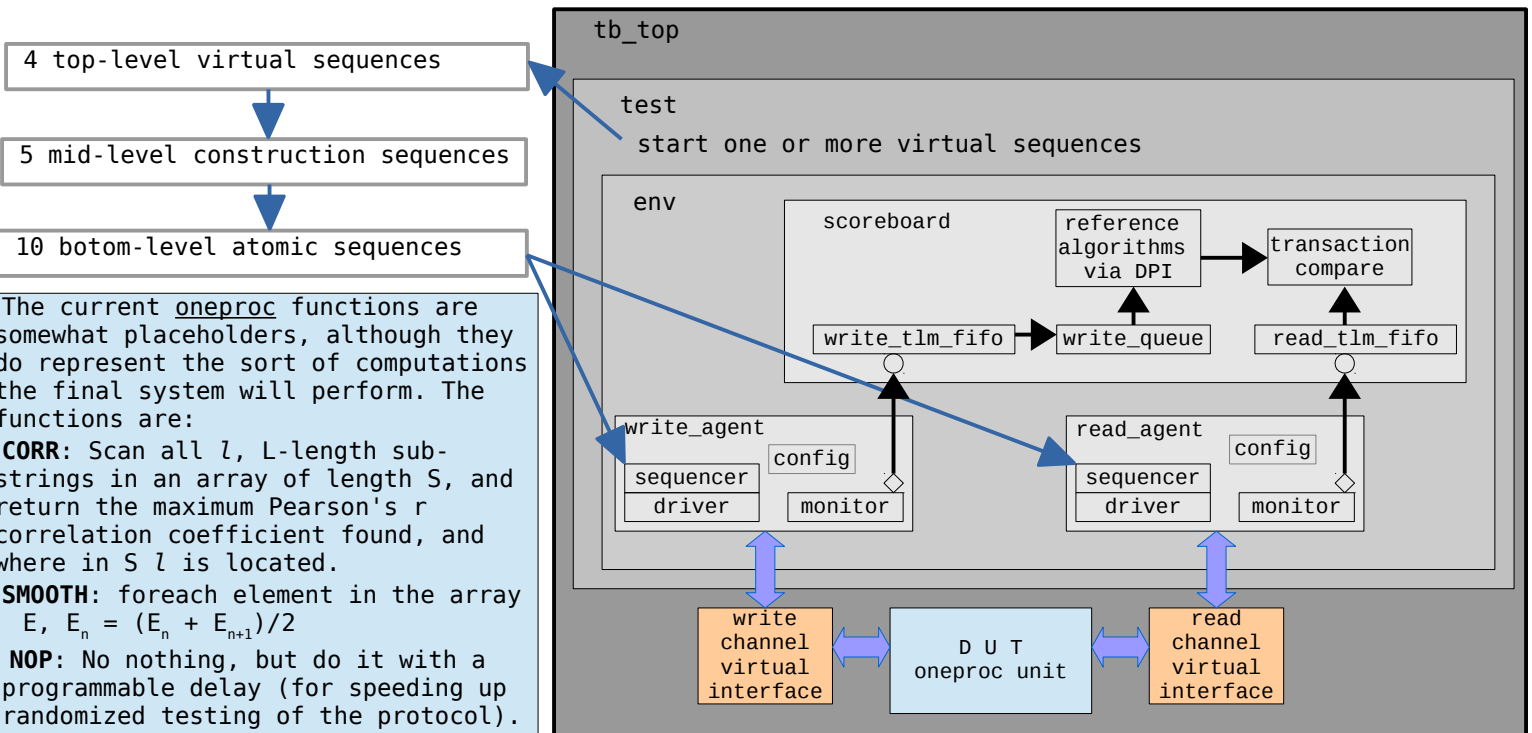 4 top-level virtual sequences
5 mid-level construction sequences
10 botom-level atomic sequences
The current oneproc functions are
somewhat placeholders, although they
do represent the sort of computations
the final system will perform. The
functions are:
CORR: Scan all l, L-length sub-
strings in an array of length S, and
return the maximum Pearson's r
correlation coefficient found, and
where in S l is located.
SMOOTH: foreach element in the array
E, Eₙ = (Eₙ + Eₙ₊₁)/2
NOP: No nothing, but do it with a
programmable delay (for speeding up
randomized testing of the protocol).
tb_top
test
start one or more virtual sequences
env
scoreboard
reference
algorithms
via DPI
transaction
compare
write_tlm_fifo
write_queue
read_tlm_fifo
write_agent
config
sequencer
driver
monitor
read_agent
config
sequencer
driver
monitor
write
channel
virtual
interface
D U T
oneproc unit
read
channel
virtual
interface